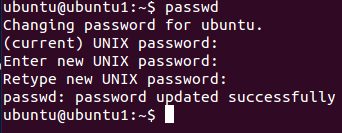 ubuntu@ubuntu1:~$ passwd
Changing password for ubuntu.
(current) UNIX password:
Enter new UNIX password:
Retype new UNIX password:
passwd: password updated successfully
ubuntu@ubuntu1:~$